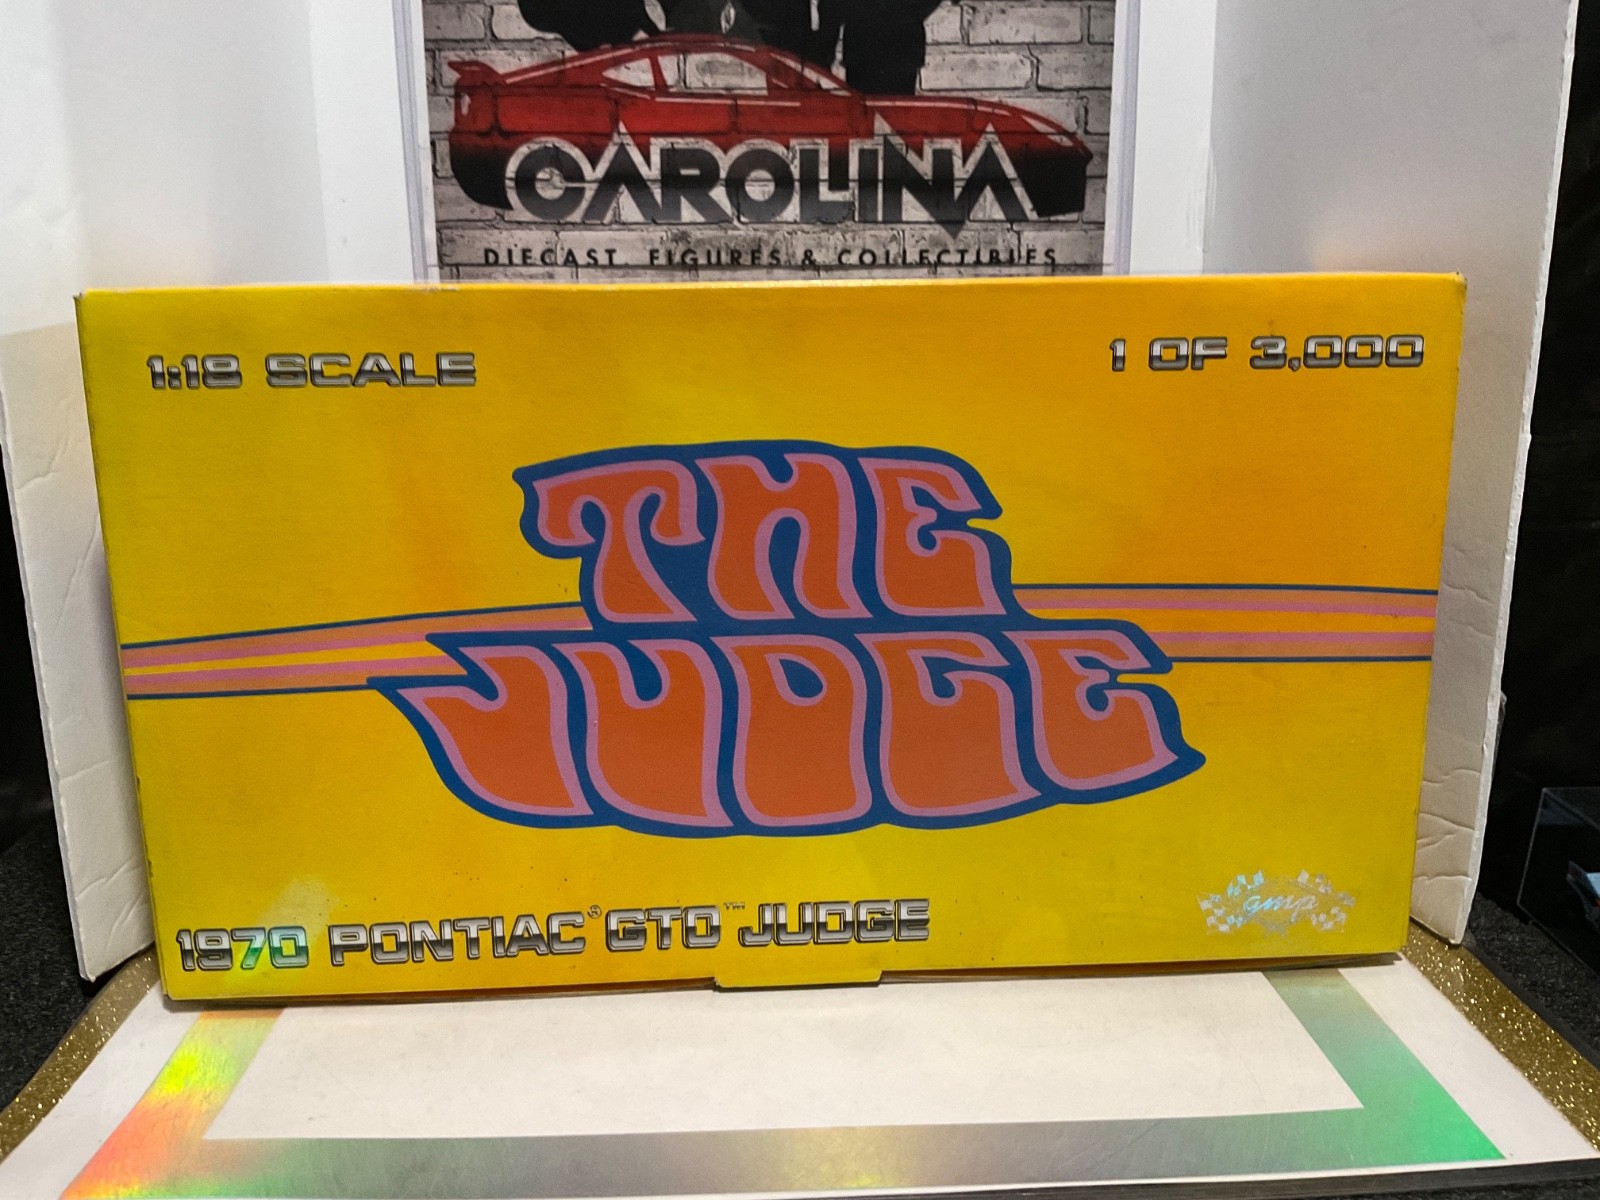 CAROLINA
DIECAST, FIGURES & COLLECTIBLES
1:18 SCALE
1 OF 3,000
THE
JUDGE
1970 PONTIAC® GTO™ JUDGE
gmp